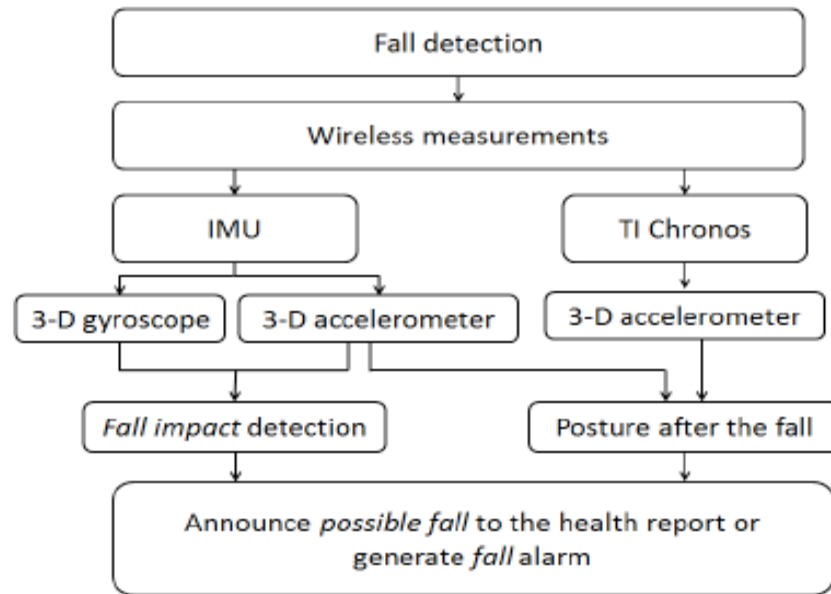 Fall detection
Wireless measurements
IMU
TI Chronos
3-D gyroscope
3-D accelerometer
3-D accelerometer
Fall impact detection
Posture after the fall
Announce possible fall to the health report or
generate fall alarm